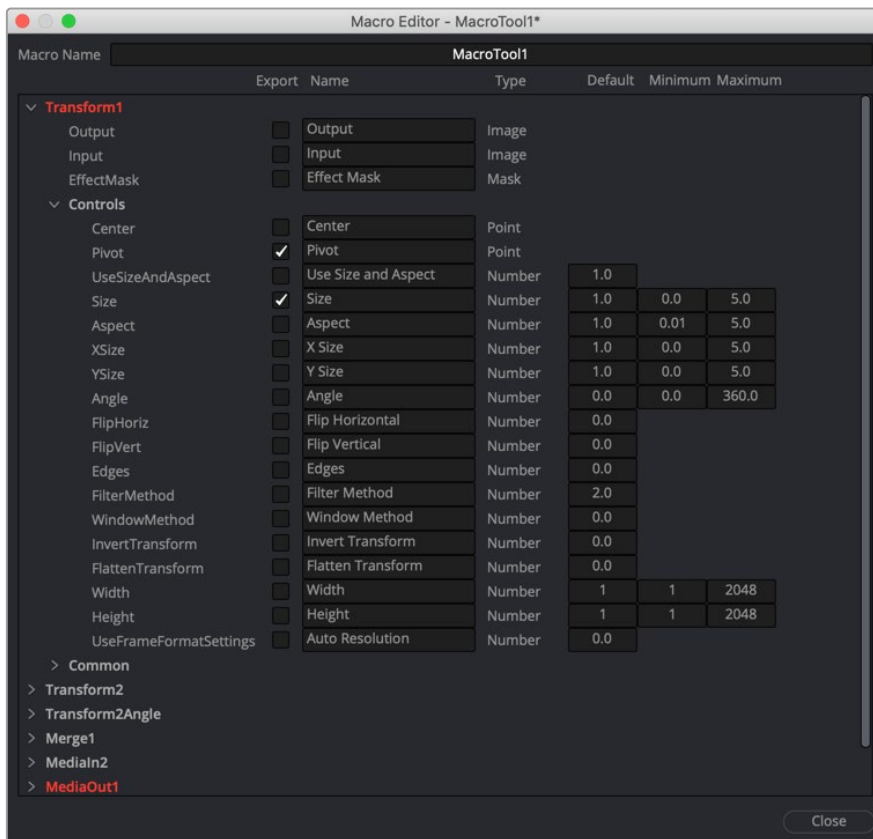 Macro Editor - MacroTool1*
Macro Name MacroTool1
Export Name Type Default Minimum Maximum
Transform1
Output Output Image
Input Input Image
EffectMask Effect Mask Mask
Controls
Center Center Point
Pivot Pivot Point
UseSizeAndAspect Use Size and Aspect Number 1.0
Size Size Number 1.0 0.0 5.0
Aspect Aspect Number 1.0 0.01 5.0
XSize X Size Number 1.0 0.0 5.0
YSize Y Size Number 1.0 0.0 5.0
Angle Angle Number 0.0 0.0 360.0
FlipHoriz Flip Horizontal Number 0.0
FlipVert Flip Vertical Number 0.0
Edges Edges Number 0.0
FilterMethod Filter Method Number 2.0
WindowMethod Window Method Number 0.0
InvertTransform Invert Transform Number 0.0
FlattenTransform Flatten Transform Number 0.0
Width Width Number 1 1 2048
Height Height Number 1 1 2048
UseFrameFormatSettings Auto Resolution Number 0.0
Common
Transform2
Transform2Angle
Merge1
MediaIn2
MediaOut1
Close